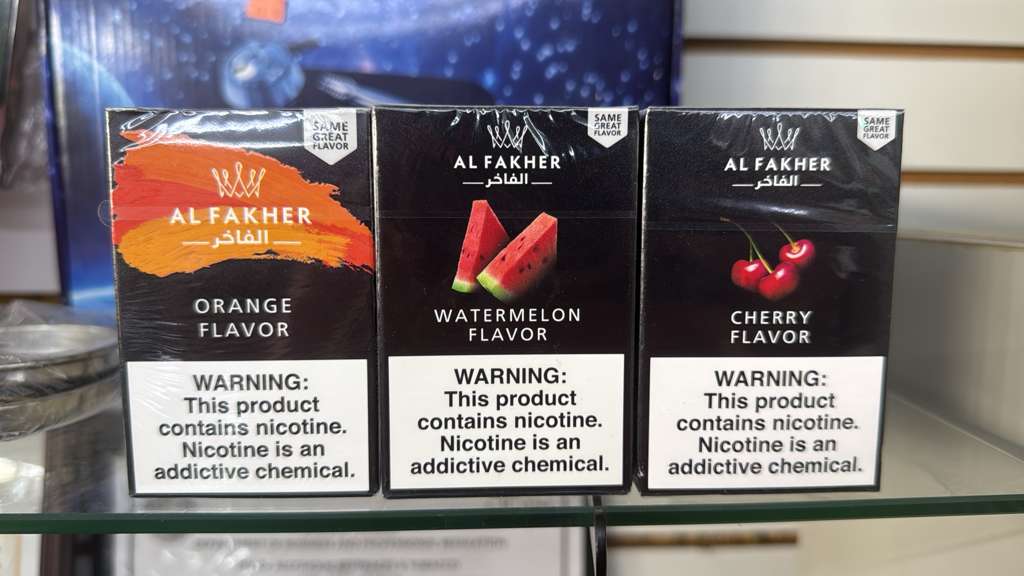 SAME
GREAT
FLAVOR
AL FAKHER
الفاخر
ORANGE
FLAVOR
WARNING:
This product
contains nicotine.
Nicotine is an
addictive chemical.
SAME
GREAT
FLAVOR
AL FAKHER
الفاخر
WATERMELON
FLAVOR
WARNING:
This product
contains nicotine.
Nicotine is an
addictive chemical.
SAME
GREAT
FLAVOR
AL FAKHER
الفاخر
CHERRY
FLAVOR
WARNING:
This product
contains nicotine.
Nicotine is an
addictive chemical.